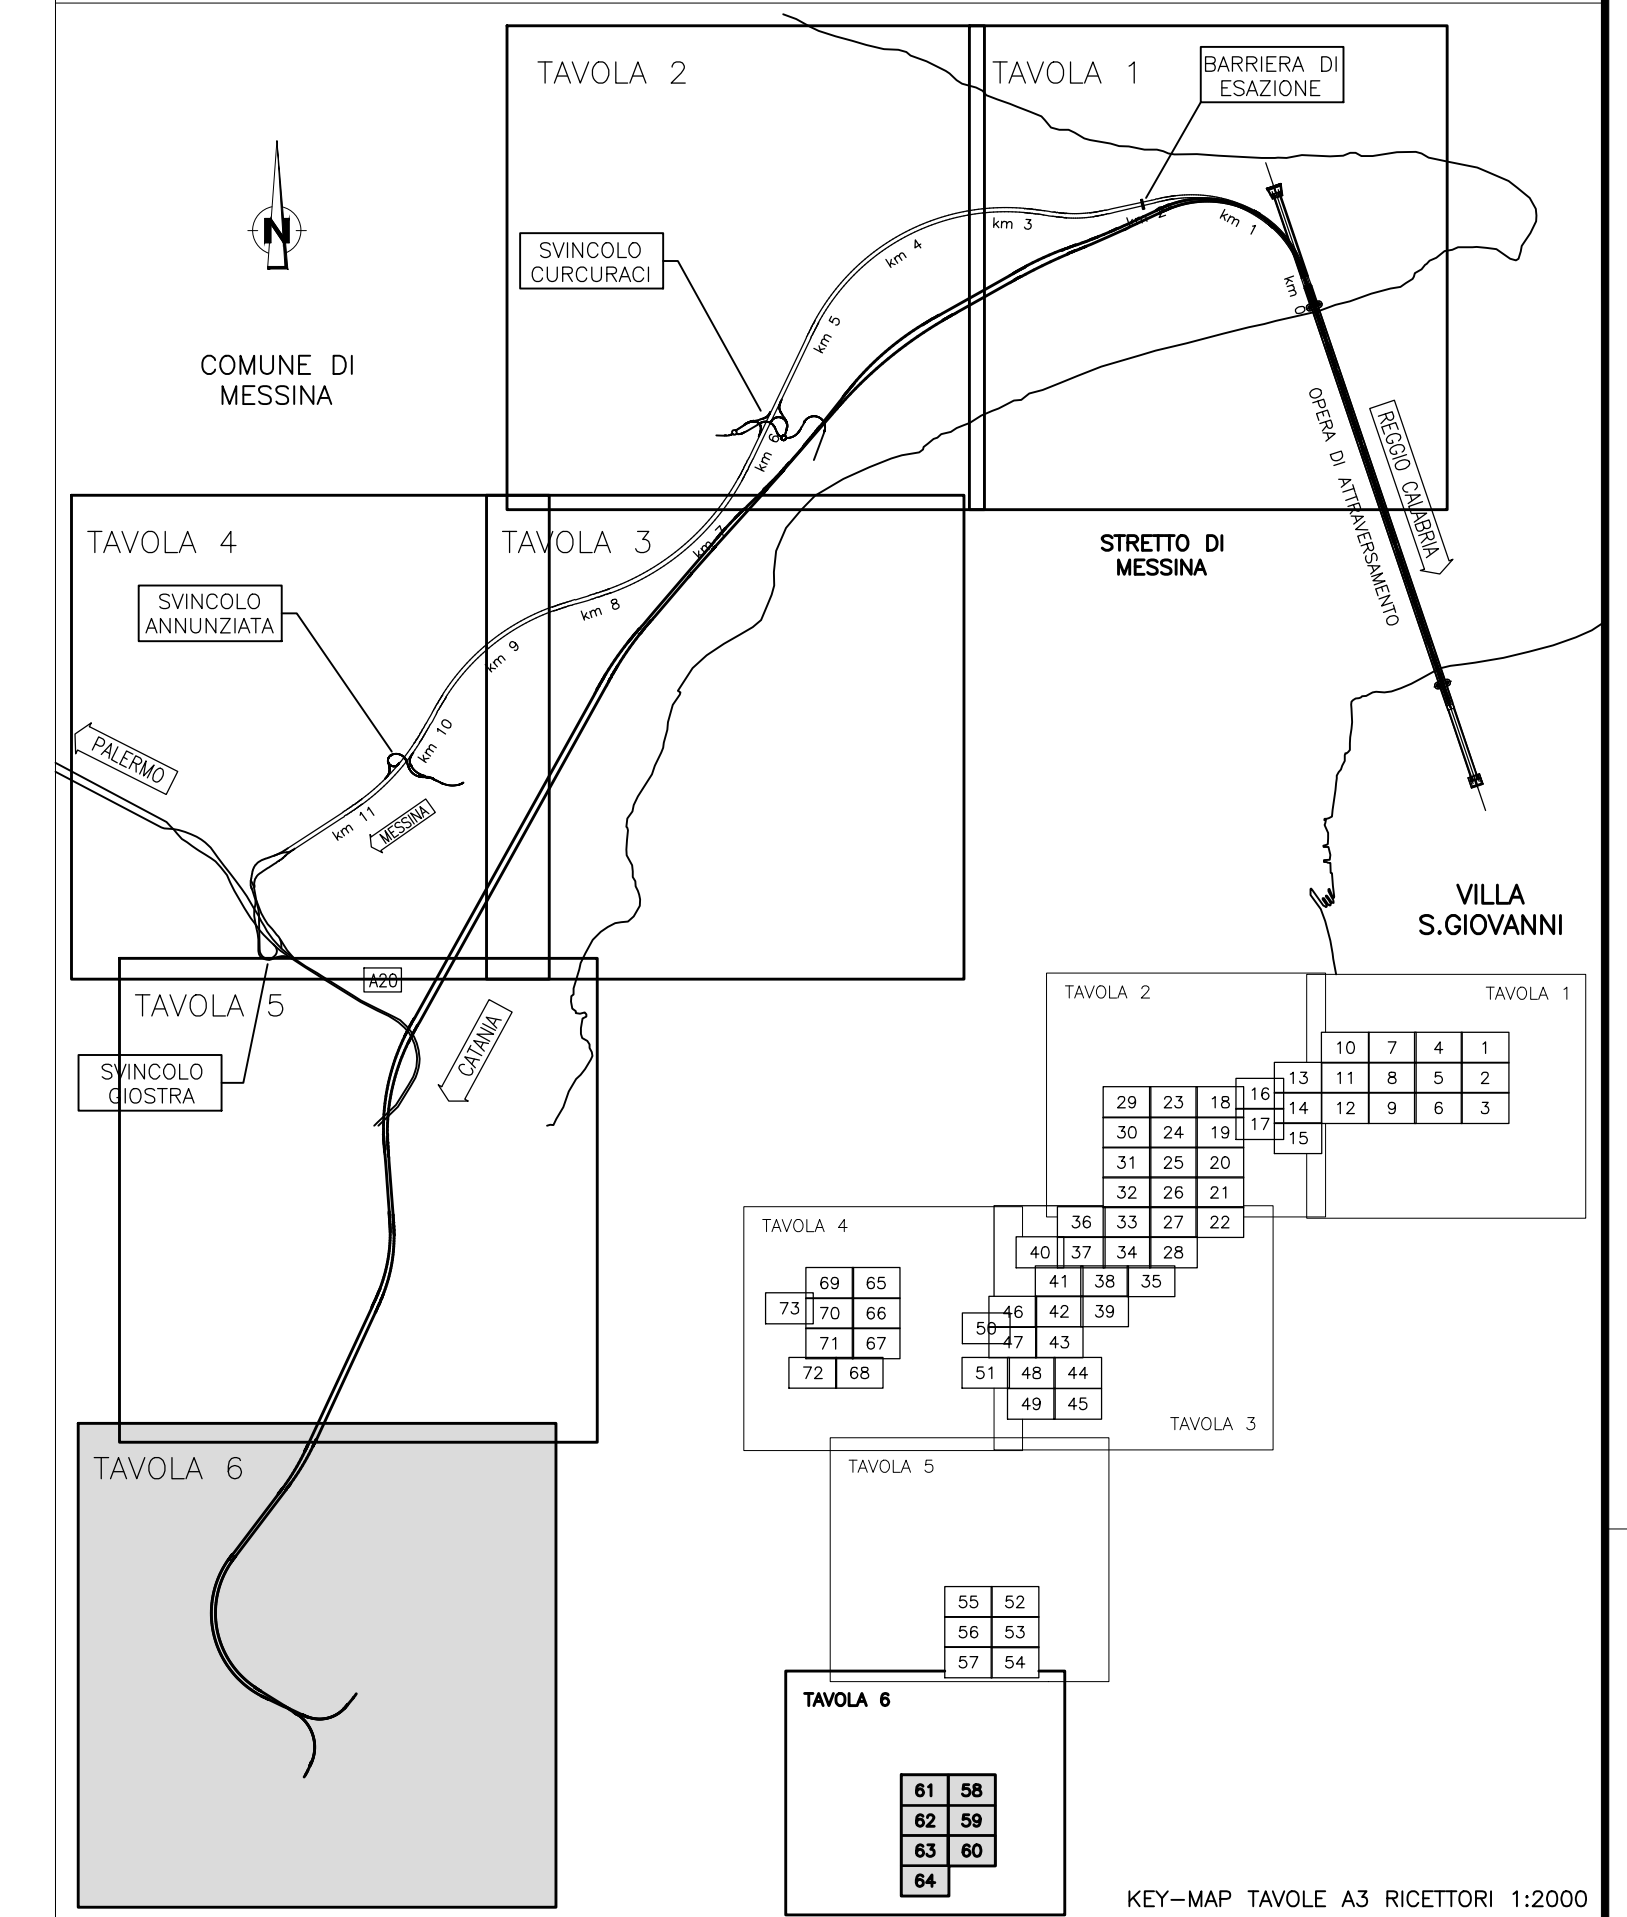 TAVOLA 2
TAVOLA 1
BARRIERA DI
ESAZIONE
N
SVINCOLO
CURCURACI
COMUNE DI
MESSINA
km 0
km 1
km 2
km 3
km 4
km 5
km 6
km 7
km 8
km 9
km 10
km 11
OPERA DI ATTRAVERSAMENTO
REGGIO CALABRIA
TAVOLA 4
TAVOLA 3
STRETTO DI
MESSINA
SVINCOLO
ANNUNZIATA
PALERMO
MESSINA
VILLA
S.GIOVANNI
A20
TAVOLA 5
CATANIA
SVINCOLO
GIOSTRA
TAVOLA 6
TAVOLA 2
TAVOLA 1
10 7 4 1
13 11 8 5 2
16
14 12 9 6 3
17
15
29 23 18
30 24 19
31 25 20
32 26 21
36 33 27 22
40 37 34 28
41 38 35
46 42 39
50
47 43
51 48 44
49 45
TAVOLA 3
TAVOLA 4
69 65
73 70 66
71 67
72 68
TAVOLA 5
55 52
56 53
57 54
TAVOLA 6
61 58
62 59
63 60
64
KEY-MAP TAVOLE A3 RICETTORI 1:2000